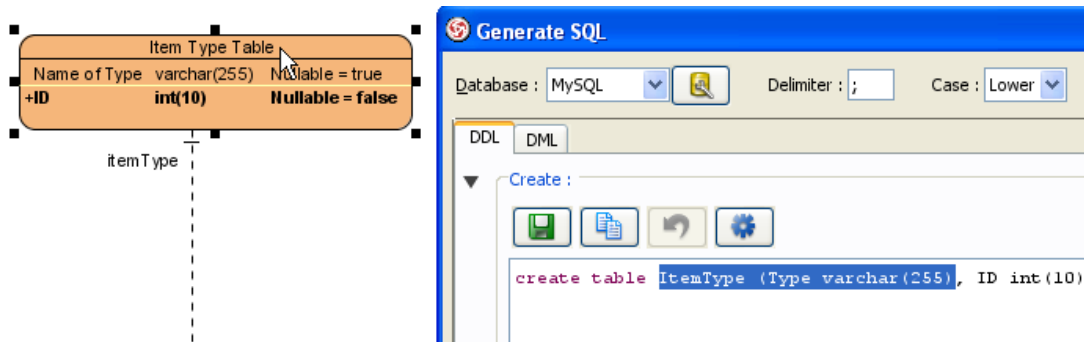 Item Type Table
Name of Type varchar(255) Nullable = true
+ID int(10) Nullable = false
itemType
Generate SQL
Database : MySQL Delimiter : ; Case : Lower
DDL DML
Create :
create table ItemType (Type varchar(255), ID int(10)